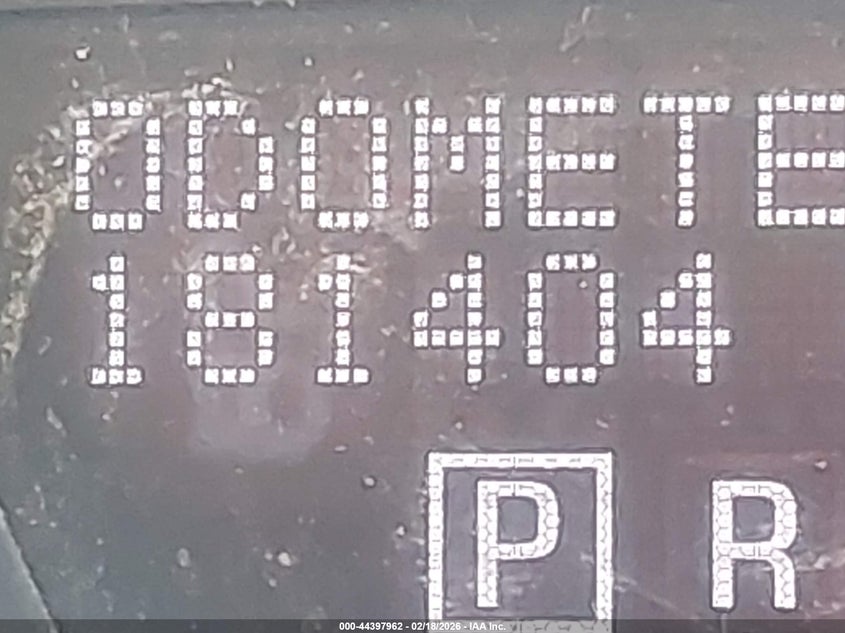 ODOMETE
181404
P R
000-44397962 - 02/18/2026 - IAA Inc.